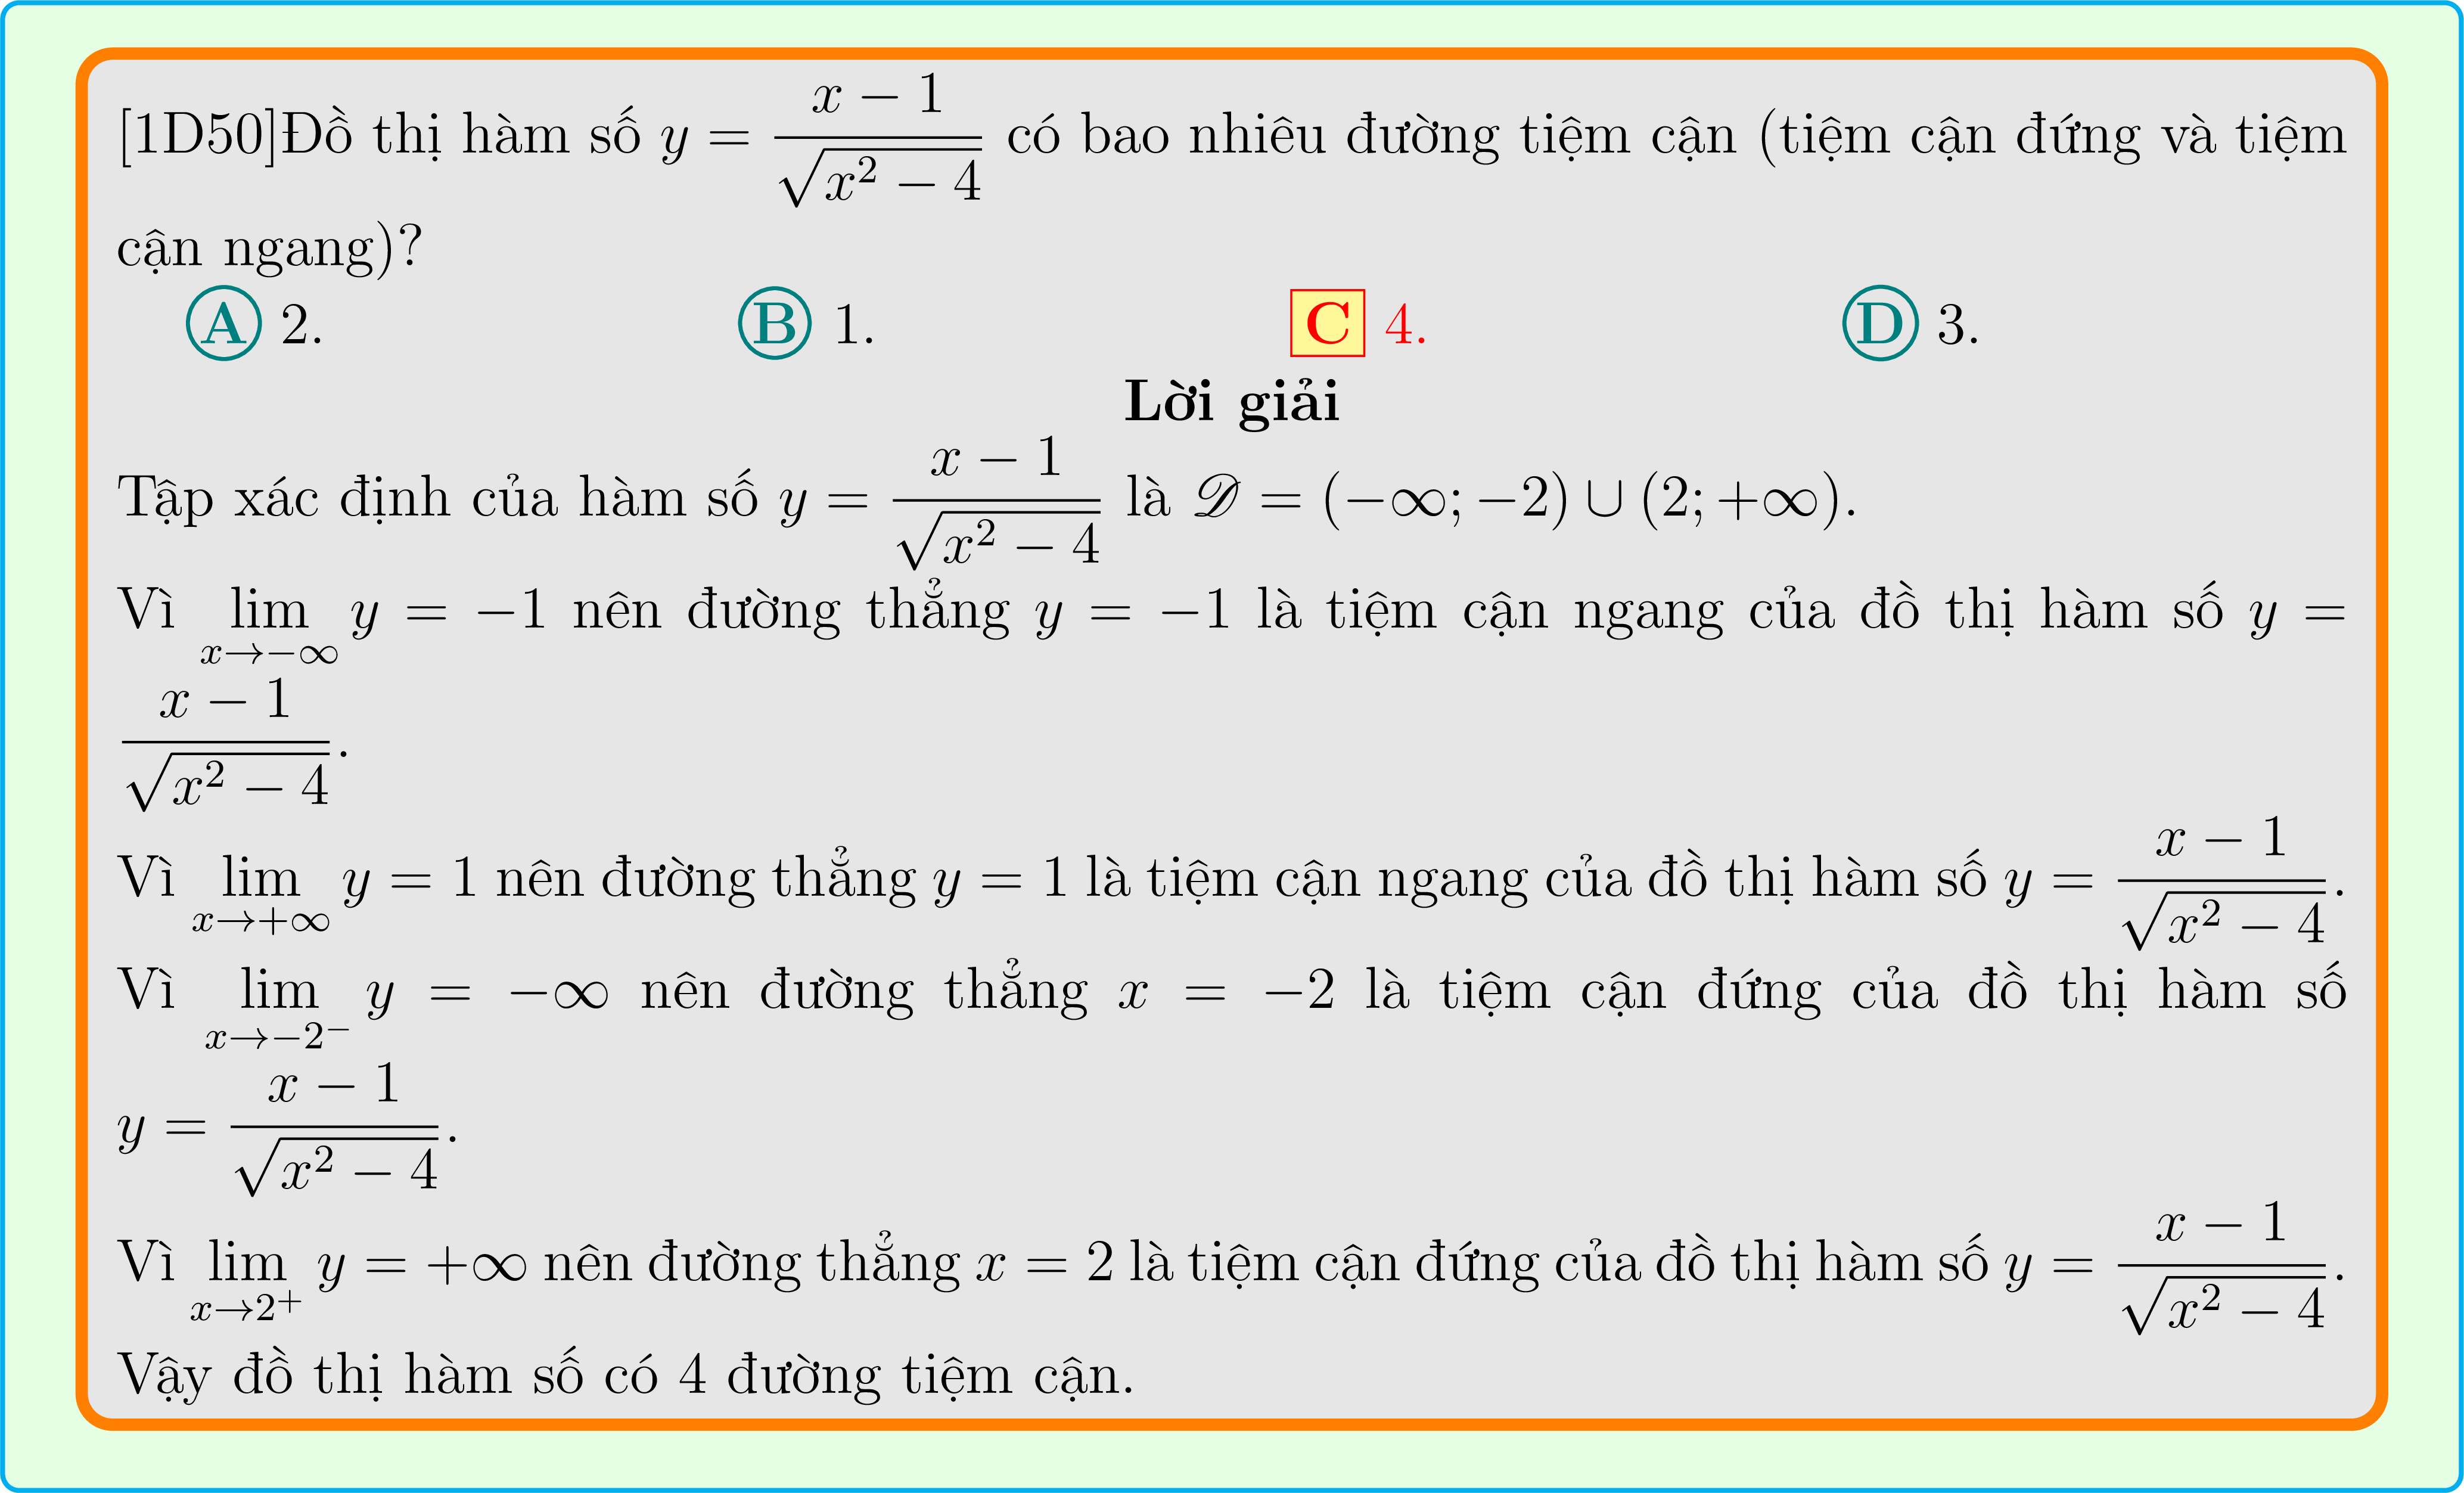 [1D50]Đồ thị hàm số $y = \dfrac{x-1}{\sqrt{x^2-4}}$ có bao nhiêu đường tiệm cận (tiệm cận đứng và tiệm
cận ngang)?
A 2. B 1. C 4. D 3.
Lời giải
Tập xác định của hàm số $y = \dfrac{x-1}{\sqrt{x^2-4}}$ là $\mathscr{D} = (-\infty; -2) \cup (2; +\infty)$.
Vì $\lim\limits_{x \to -\infty} y = -1$ nên đường thẳng $y = -1$ là tiệm cận ngang của đồ thị hàm số $y =$
$\dfrac{x-1}{\sqrt{x^2-4}}$.
Vì $\lim\limits_{x \to +\infty} y = 1$ nên đường thẳng $y = 1$ là tiệm cận ngang của đồ thị hàm số $y = \dfrac{x-1}{\sqrt{x^2-4}}$.
Vì $\lim\limits_{x \to -2^-} y = -\infty$ nên đường thẳng $x = -2$ là tiệm cận đứng của đồ thị hàm số
$y = \dfrac{x-1}{\sqrt{x^2-4}}$.
Vì $\lim\limits_{x \to 2^+} y = +\infty$ nên đường thẳng $x = 2$ là tiệm cận đứng của đồ thị hàm số $y = \dfrac{x-1}{\sqrt{x^2-4}}$.
Vậy đồ thị hàm số có 4 đường tiệm cận.